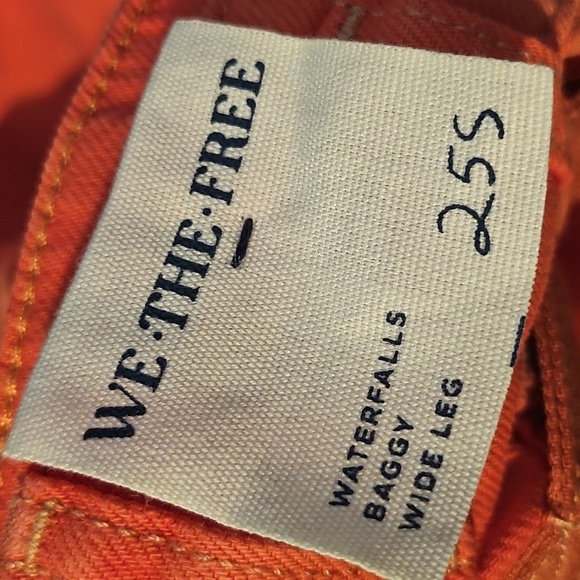 WE·THE·FREE
25S
WATERFALLS
BAGGY
WIDE LEG